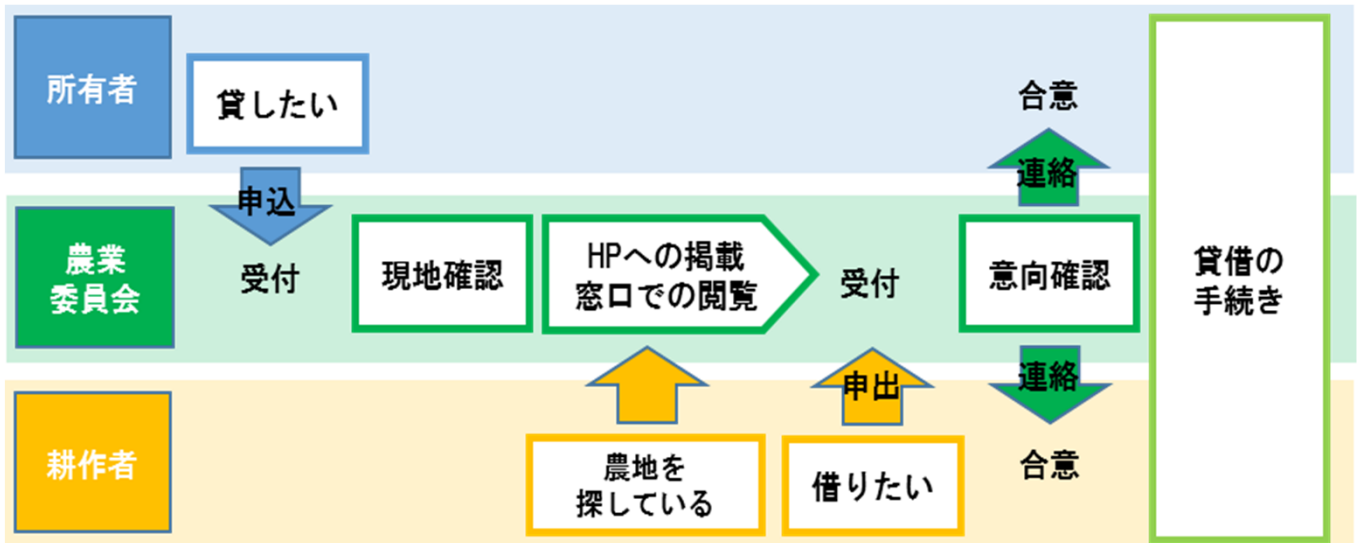 所有者
貸したい
申込
合意
連絡
農業
委員会
受付
現地確認
HPへの掲載
窓口での閲覧
受付
意向確認
連絡
合意
耕作者
農地を
探している
申出
借りたい
貸借の
手続き